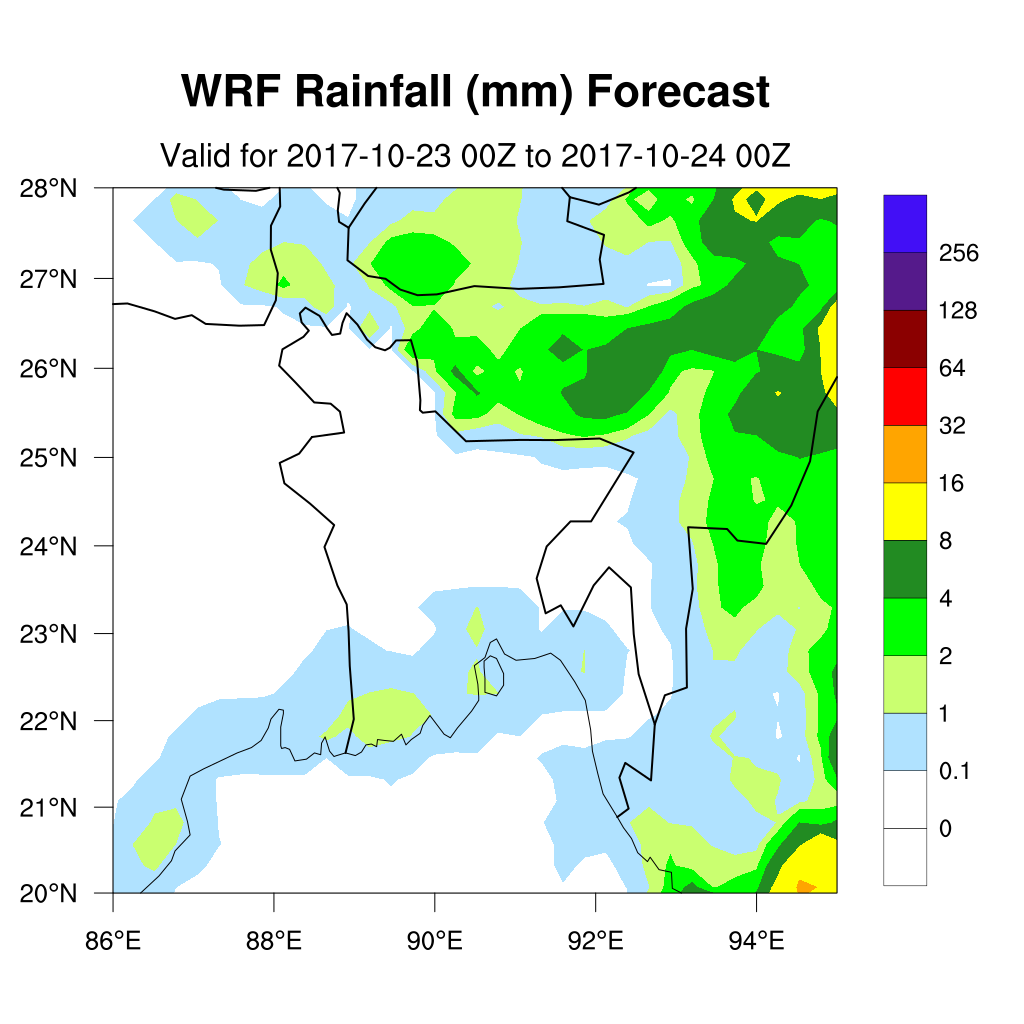 WRF Rainfall (mm) Forecast
Valid for 2017-10-23 00Z to 2017-10-24 00Z
28°N
27°N
26°N
25°N
24°N
23°N
22°N
21°N
20°N
86°E 88°E 90°E 92°E 94°E
256
128
64
32
16
8
4
2
1
0.1
0